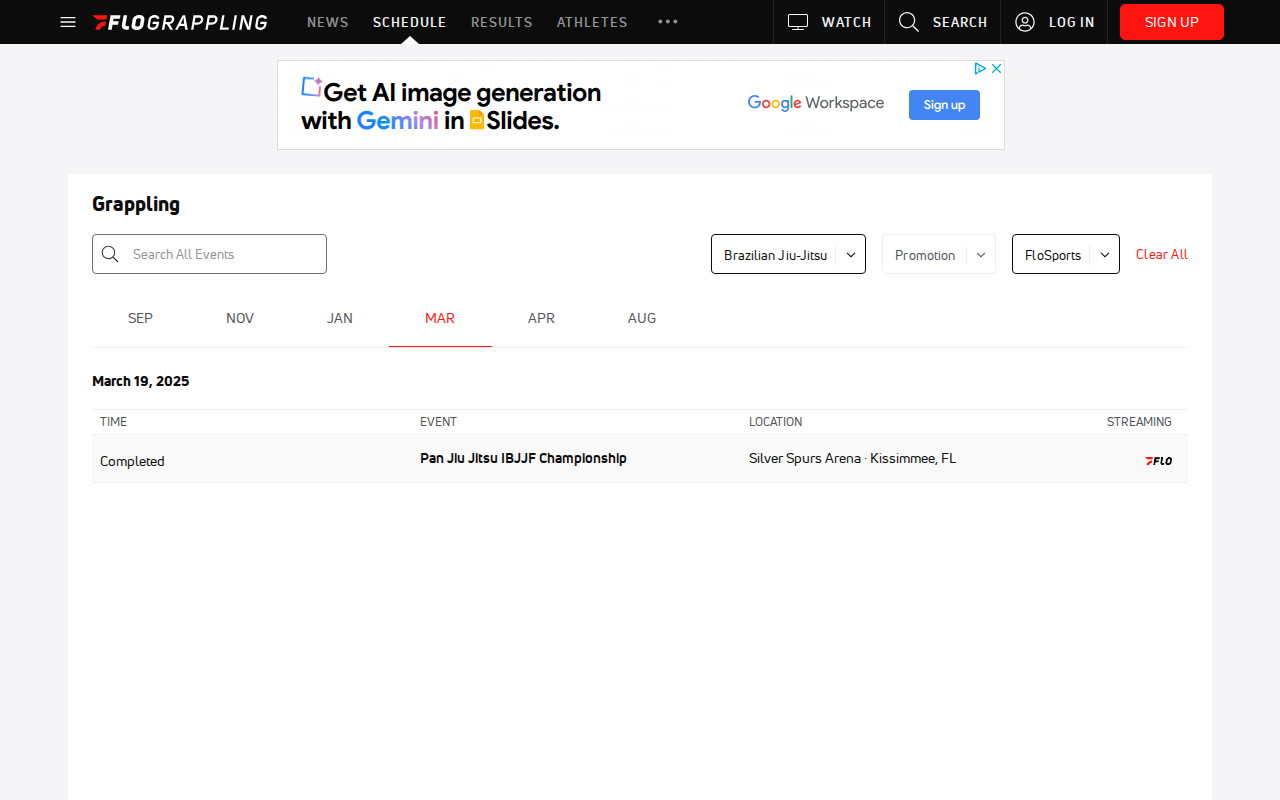 FLOGRAPPLING NEWS SCHEDULE RESULTS ATHLETES ••• WATCH SEARCH LOG IN SIGN UP
Get AI image generation
with Gemini in Slides.
Google Workspace
Sign up
Grappling
Search All Events
Brazilian Jiu-Jitsu
Promotion
FloSports
Clear All
SEP NOV JAN MAR APR AUG
March 19, 2025
TIME EVENT LOCATION STREAMING
Completed Pan Jiu Jitsu IBJJF Championship Silver Spurs Arena · Kissimmee, FL FLO